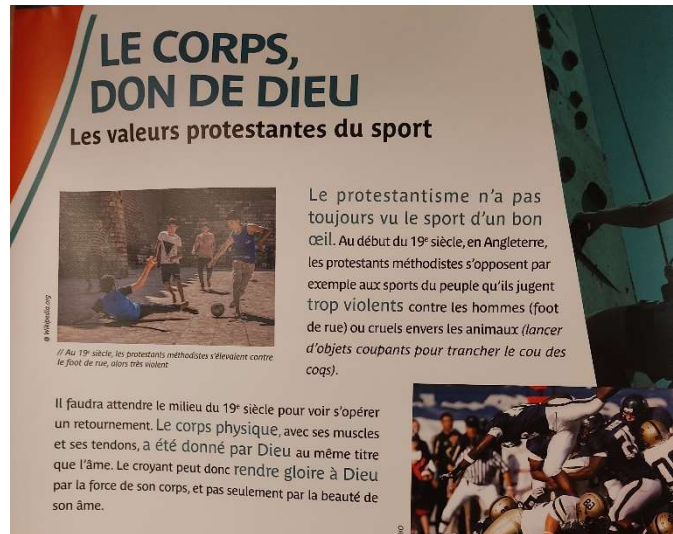 LE CORPS,
DON DE DIEU
Les valeurs protestantes du sport
Le protestantisme n'a pas
toujours vu le sport d'un bon
œil. Au début du 19e siècle, en Angleterre,
les protestants méthodistes s'opposent par
exemple aux sports du peuple qu'ils jugent
trop violents contre les hommes (foot
de rue) ou cruels envers les animaux (lancer
d'objets coupants pour trancher le cou des
coqs).
© Wikipedia.org
// Au 19e siècle, les protestants méthodistes s'élevaient contre
le foot de rue, alors très violent
Il faudra attendre le milieu du 19e siècle pour voir s'opérer
un retournement. Le corps physique, avec ses muscles
et ses tendons, a été donné par Dieu au même titre
que l'âme. Le croyant peut donc rendre gloire à Dieu
par la force de son corps, et pas seulement par la beauté de
son âme.